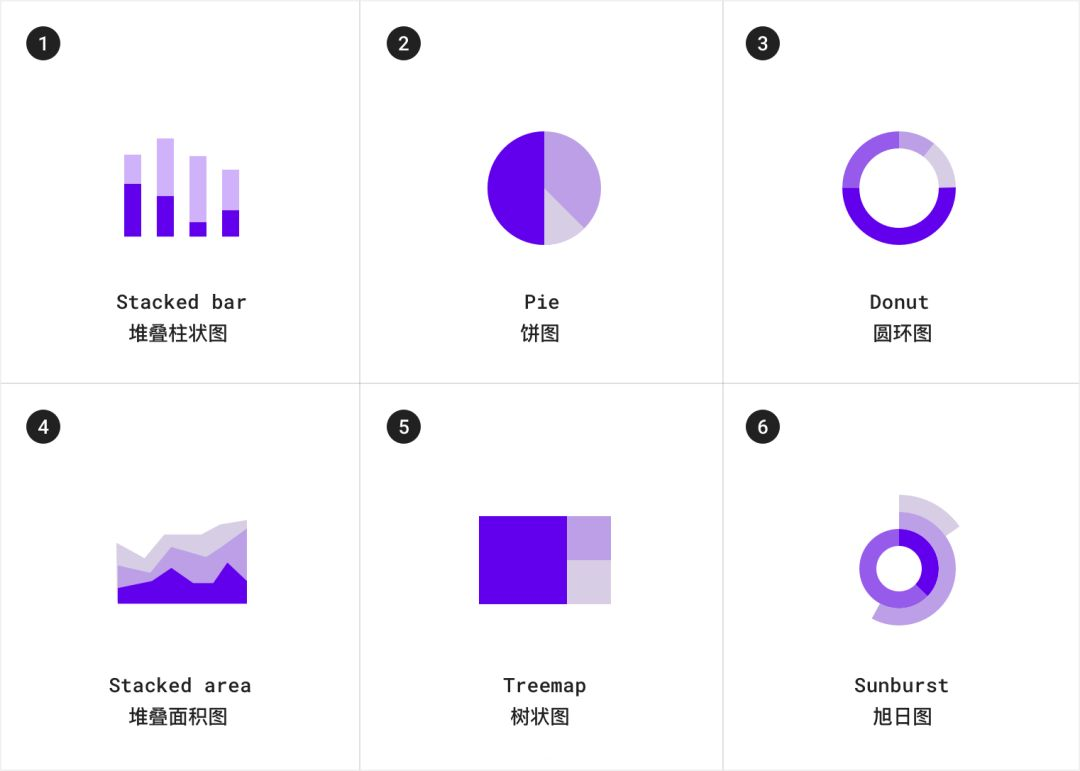 1
2
3
Stacked bar
堆叠柱状图
Pie
饼图
Donut
圆环图
4
5
6
Stacked area
堆叠面积图
Treemap
树状图
Sunburst
旭日图